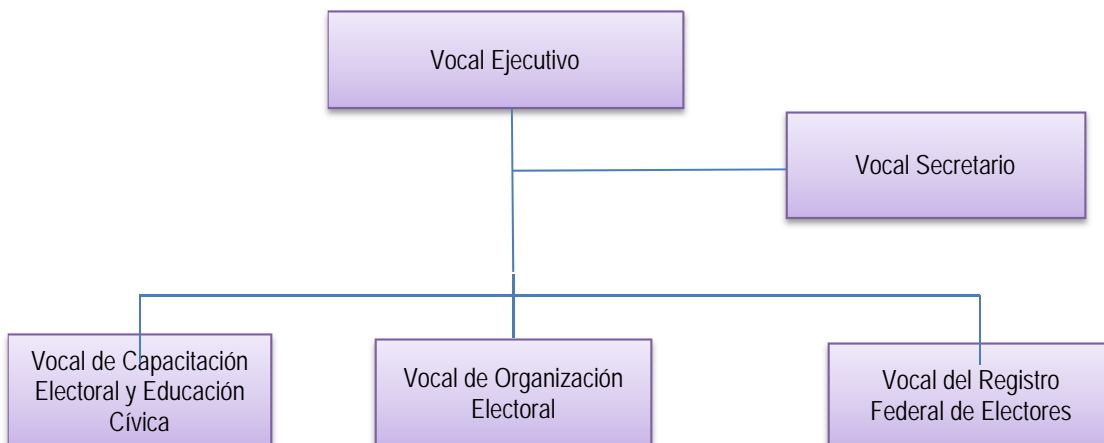 Vocal Ejecutivo
Vocal Secretario
Vocal de Capacitación
Electoral y Educación
Cívica
Vocal de Organización
Electoral
Vocal del Registro
Federal de Electores